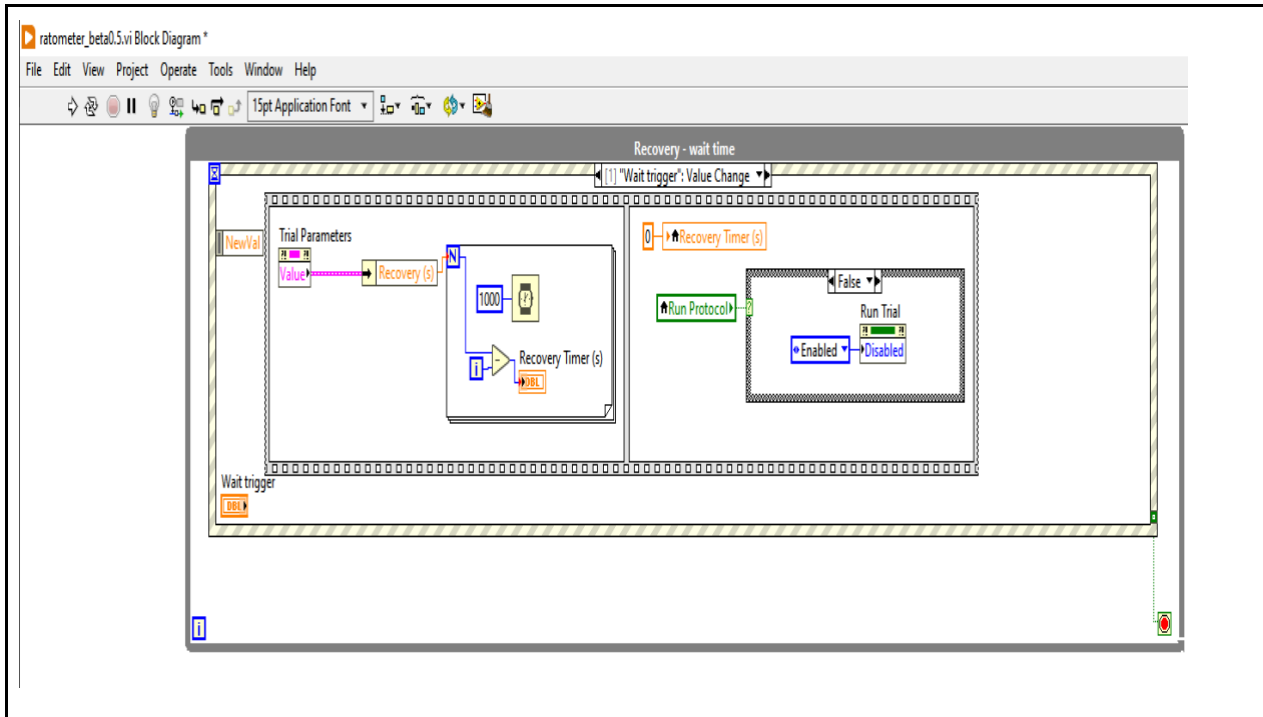 ratometer_beta0.5.vi Block Diagram *
File Edit View Project Operate Tools Window Help
15pt Application Font
Recovery - wait time
[1] "Wait trigger": Value Change
NewVal
Trial Parameters
Value
Recovery (s)
N
1000
i
Recovery Timer (s)
DBL
0
Recovery Timer (s)
Run Protocol
?
False
Run Trial
Enabled
Disabled
Wait trigger
DBL
i